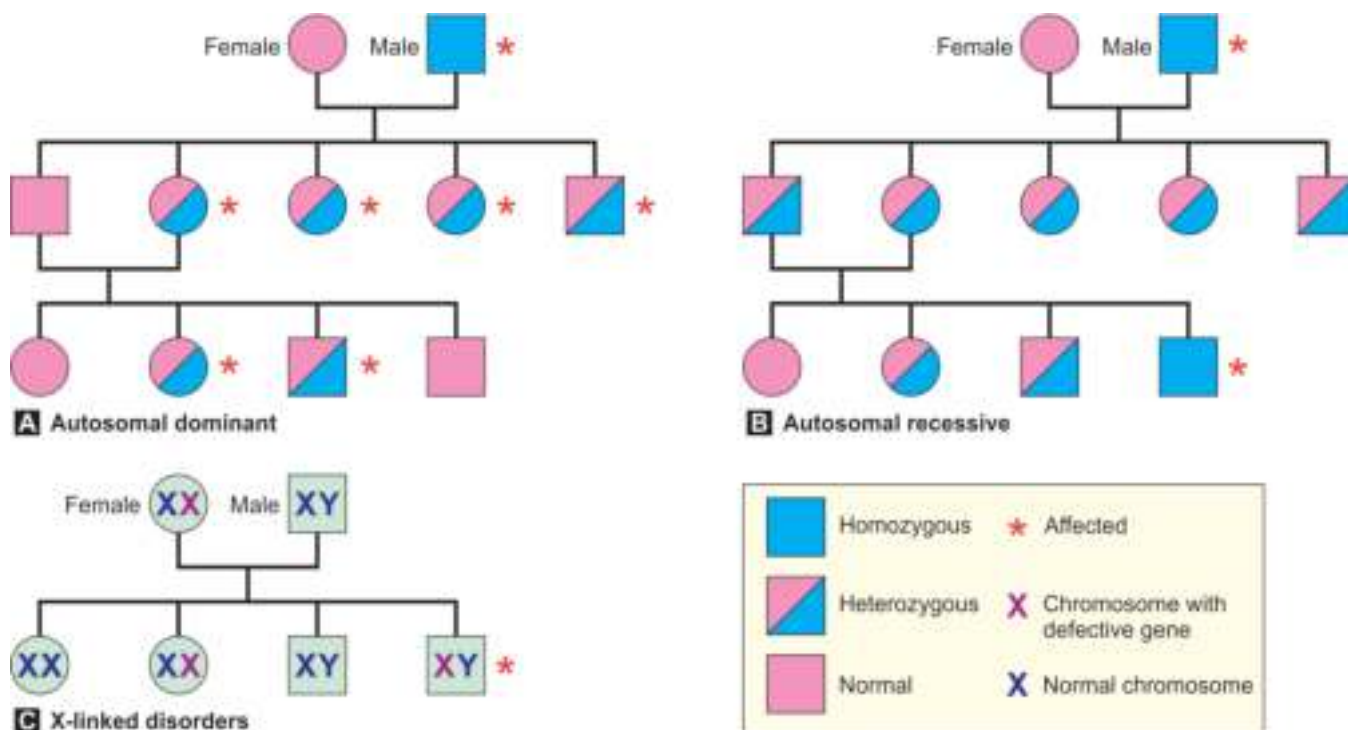 Female Male *
Female Male *
* * * *
* *
*
A Autosomal dominant
B Autosomal recessive
Female XX Male XY
XX XX XY XY *
C X-linked disorders
Homozygous
* Affected
Heterozygous
X Chromosome with
defective gene
Normal
X Normal chromosome